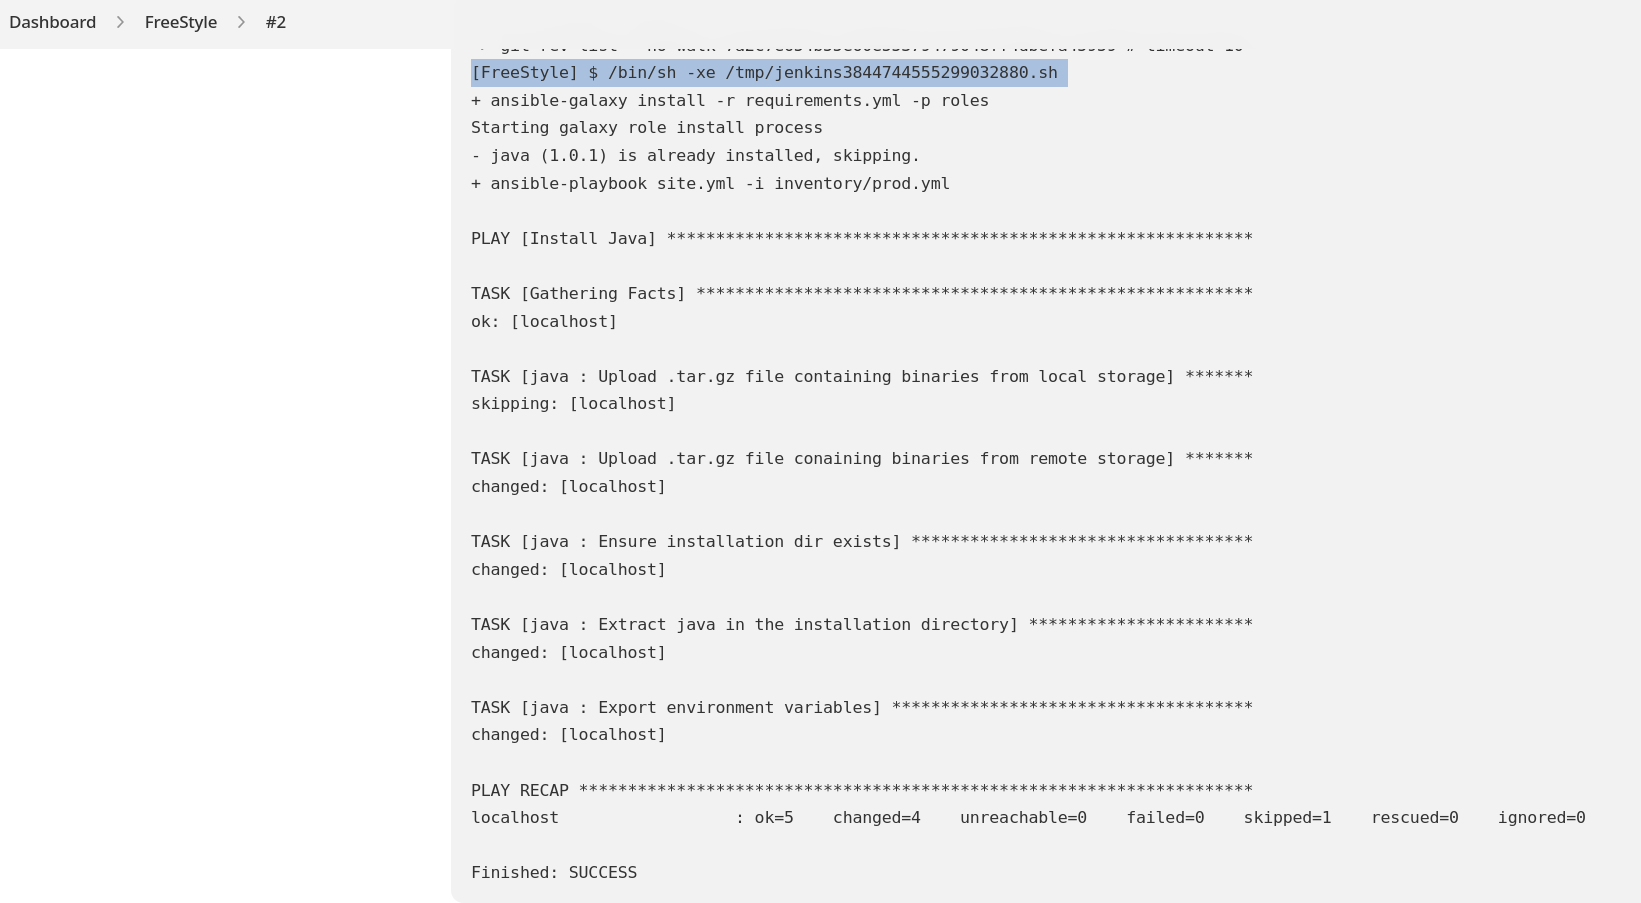 Dashboard > FreeStyle > #2
[FreeStyle] $ /bin/sh -xe /tmp/jenkins3844744555299032880.sh
+ ansible-galaxy install -r requirements.yml -p roles
Starting galaxy role install process
- java (1.0.1) is already installed, skipping.
+ ansible-playbook site.yml -i inventory/prod.yml
PLAY [Install Java] ************************************************************
TASK [Gathering Facts] *********************************************************
ok: [localhost]
TASK [java : Upload .tar.gz file containing binaries from local storage] *******
skipping: [localhost]
TASK [java : Upload .tar.gz file conaining binaries from remote storage] *******
changed: [localhost]
TASK [java : Ensure installation dir exists] ***********************************
changed: [localhost]
TASK [java : Extract java in the installation directory] ***********************
changed: [localhost]
TASK [java : Export environment variables] *************************************
changed: [localhost]
PLAY RECAP *********************************************************************
localhost                  : ok=5    changed=4    unreachable=0    failed=0    skipped=1    rescued=0    ignored=0
Finished: SUCCESS